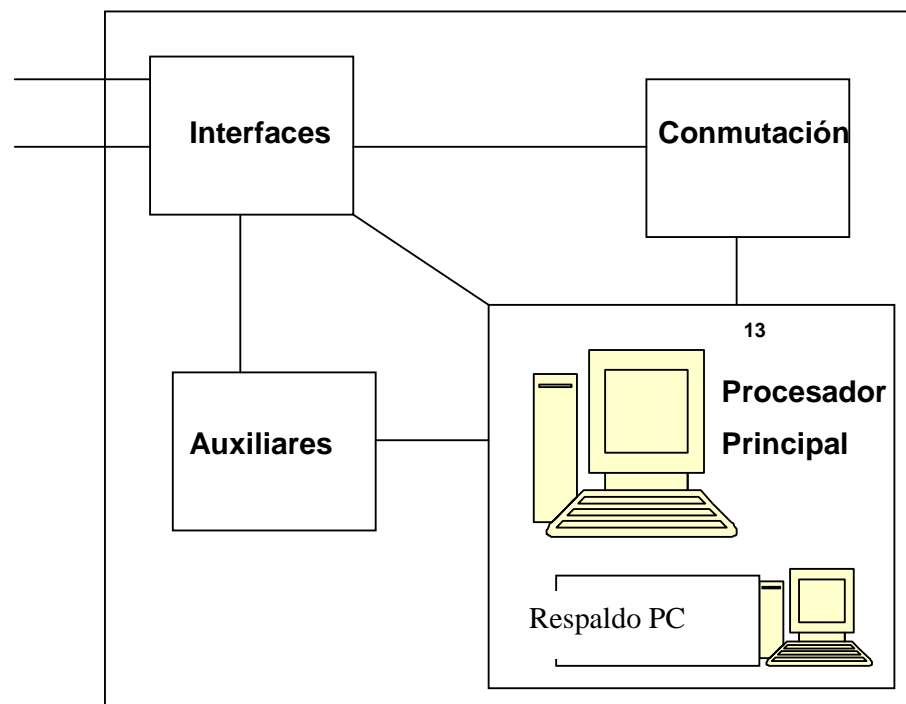 Interfaces
Conmutación
13
Procesador
Principal
Auxiliares
Respaldo PC